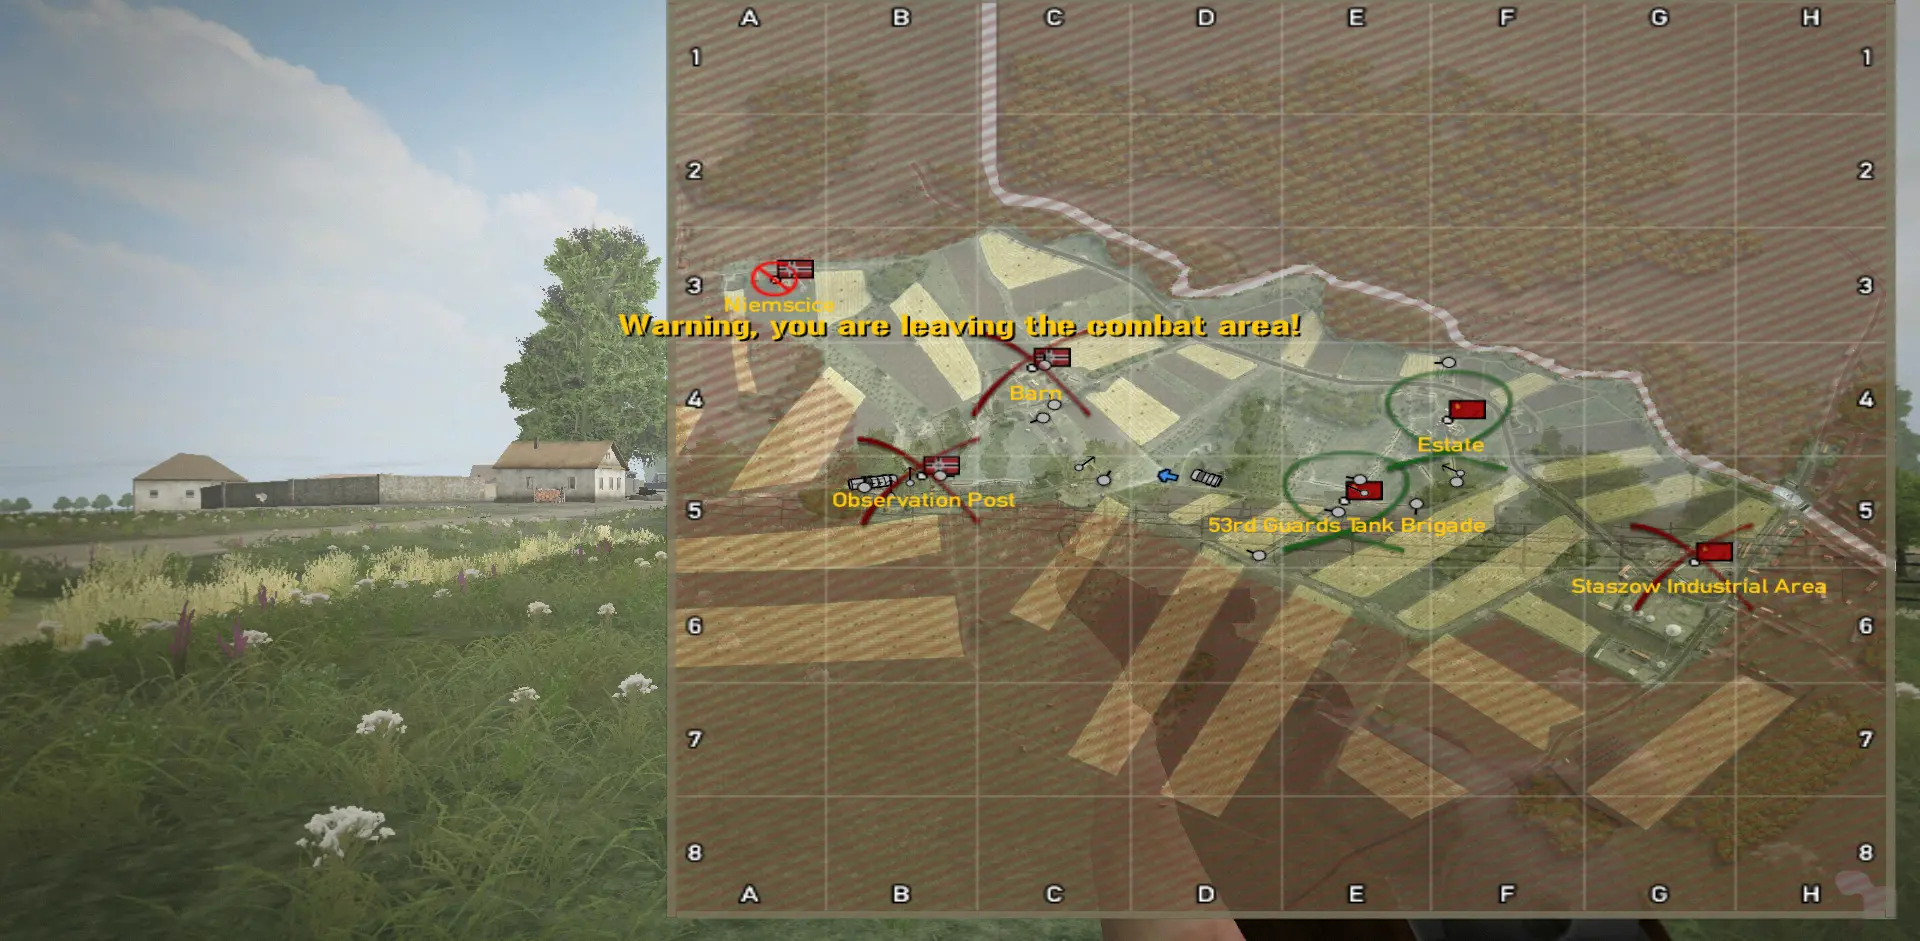 A B C D E F G H
1 1
2 2
3 3
Niemscice
Warning, you are leaving the combat area!
Barn
4 4
Estate
Observation Post
5 5
53rd Guards Tank Brigade
Staszow Industrial Area
6 6
7 7
8 8
A B C D E F G H